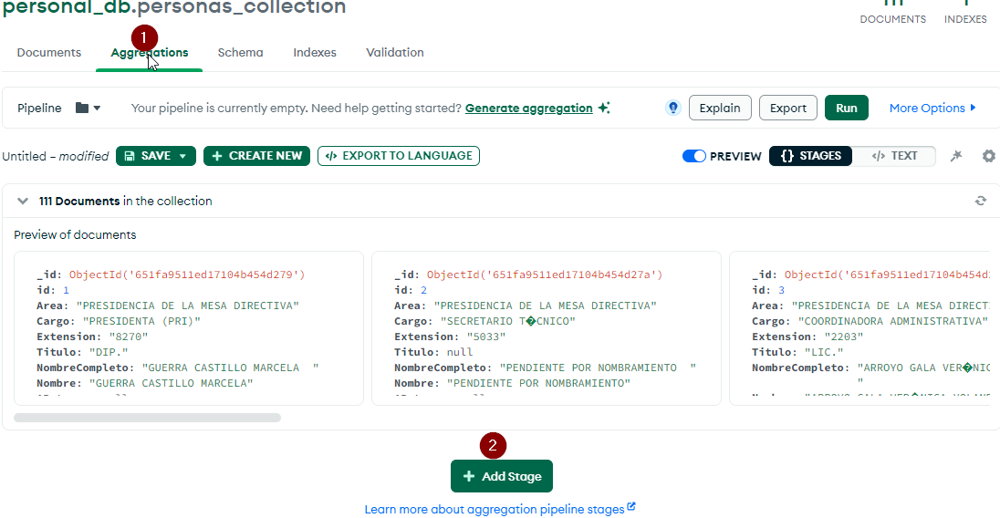 personal_db.personas_collection
DOCUMENTS INDEXES
1
Documents Aggregations Schema Indexes Validation
Pipeline Your pipeline is currently empty. Need help getting started? Generate aggregation Explain Export Run More Options
Untitled – modified SAVE + CREATE NEW </> EXPORT TO LANGUAGE PREVIEW {} STAGES </> TEXT
111 Documents in the collection
Preview of documents
_id: ObjectId('651fa9511ed17104b454d279')
id: 1
Area: "PRESIDENCIA DE LA MESA DIRECTIVA"
Cargo: "PRESIDENTA (PRI)"
Extension: "8270"
Titulo: "DIP."
NombreCompleto: "GUERRA CASTILLO MARCELA  "
Nombre: "GUERRA CASTILLO MARCELA"
_id: ObjectId('651fa9511ed17104b454d27a')
id: 2
Area: "PRESIDENCIA DE LA MESA DIRECTIVA"
Cargo: "SECRETARIO T�CNICO"
Extension: "5033"
Titulo: null
NombreCompleto: "PENDIENTE POR NOMBRAMIENTO  "
Nombre: "PENDIENTE POR NOMBRAMIENTO"
_id: ObjectId('651fa9511ed17104b454d
id: 3
Area: "PRESIDENCIA DE LA MESA DIRECT
Cargo: "COORDINADORA ADMINISTRATIVA"
Extension: "2203"
Titulo: "LIC."
NombreCompleto: "ARROYO GALA VER�NIC
"
2
+ Add Stage
Learn more about aggregation pipeline stages